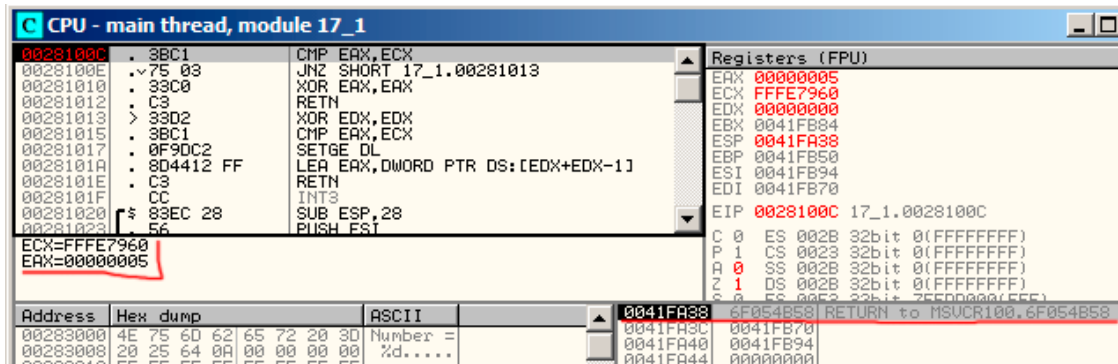 C CPU - main thread, module 17_1
0028100C . 3BC1 CMP EAX,ECX
0028100E .v75 03 JNZ SHORT 17_1.00281013
00281010 . 33C0 XOR EAX,EAX
00281012 . C3 RETN
00281013 > 33D2 XOR EDX,EDX
00281015 . 3BC1 CMP EAX,ECX
00281017 . 0F9DC2 SETGE DL
0028101A . 8D4412 FF LEA EAX,DWORD PTR DS:[EDX+EDX-1]
0028101E . C3 RETN
0028101F CC INT3
00281020 $ 83EC 28 SUB ESP,28
00281023 . 56 PUSH ESI
ECX=FFFE7960
EAX=00000005
Registers (FPU)
EAX 00000005
ECX FFFE7960
EDX 00000000
EBX 0041FB84
ESP 0041FA38
EBP 0041FB50
ESI 0041FB94
EDI 0041FB70
EIP 0028100C 17_1.0028100C
C 0 ES 002B 32bit 0(FFFFFFFF)
P 1 CS 0023 32bit 0(FFFFFFFF)
A 0 SS 002B 32bit 0(FFFFFFFF)
Z 1 DS 002B 32bit 0(FFFFFFFF)
Address Hex dump ASCII
00283000 4E 75 6D 62 65 72 20 3D Number =
00283008 20 25 64 0A 00 00 00 00 %d.....
0041FA38 6F054B58 RETURN to MSVCR100.6F054B58
0041FA3C 0041FB70
0041FA40 0041FB94
0041FA44 00000000